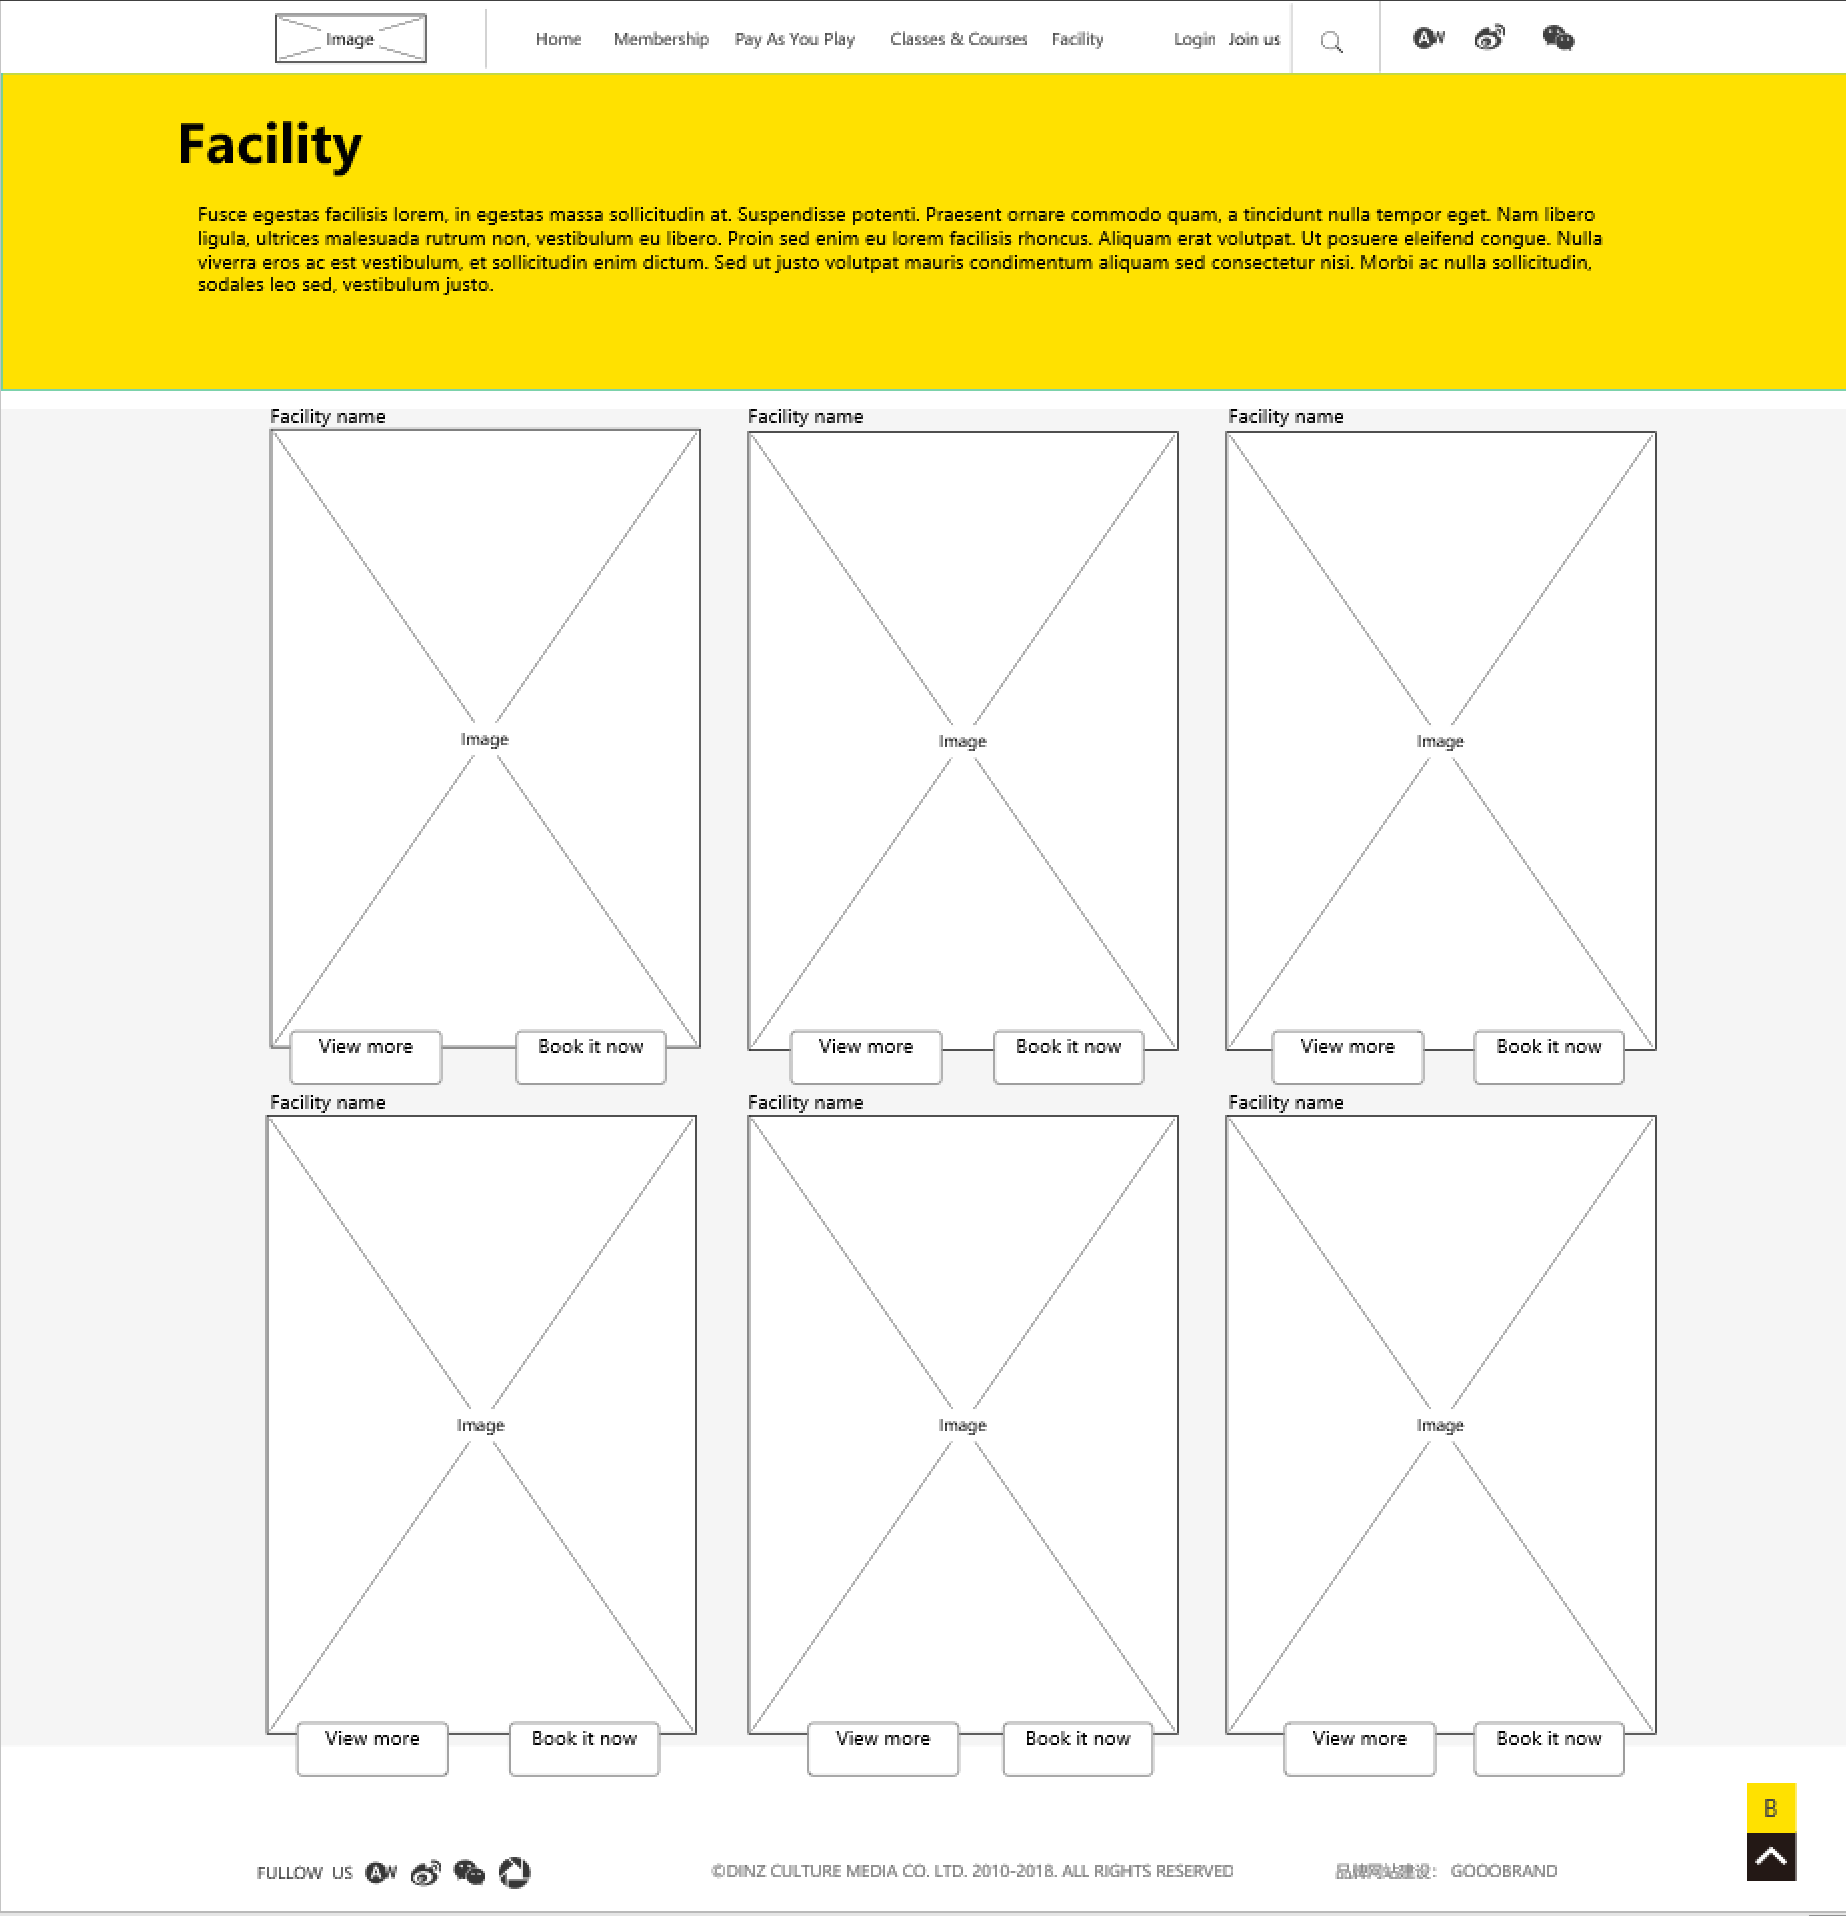 Image
Home Membership Pay As You Play Classes & Courses Facility Login Join us
AW
Facility
Fusce egestas facilisis lorem, in egestas massa sollicitudin at. Suspendisse potenti. Praesent ornare commodo quam, a tincidunt nulla tempor eget. Nam libero
ligula, ultrices malesuada rutrum non, vestibulum eu libero. Proin sed enim eu lorem facilisis rhoncus. Aliquam erat volutpat. Ut posuere eleifend congue. Nulla
viverra eros ac est vestibulum, et sollicitudin enim dictum. Sed ut justo volutpat mauris condimentum aliquam sed consectetur nisi. Morbi ac nulla sollicitudin,
sodales leo sed, vestibulum justo.
Facility name Facility name Facility name
Image Image Image
View more Book it now View more Book it now View more Book it now
Facility name Facility name Facility name
Image Image Image
View more Book it now View more Book it now View more Book it now
B
FULLOW US AW ©DINZ CULTURE MEDIA CO. LTD. 2010-2018. ALL RIGHTS RESERVED 品牌网站建设： GOOOBRAND